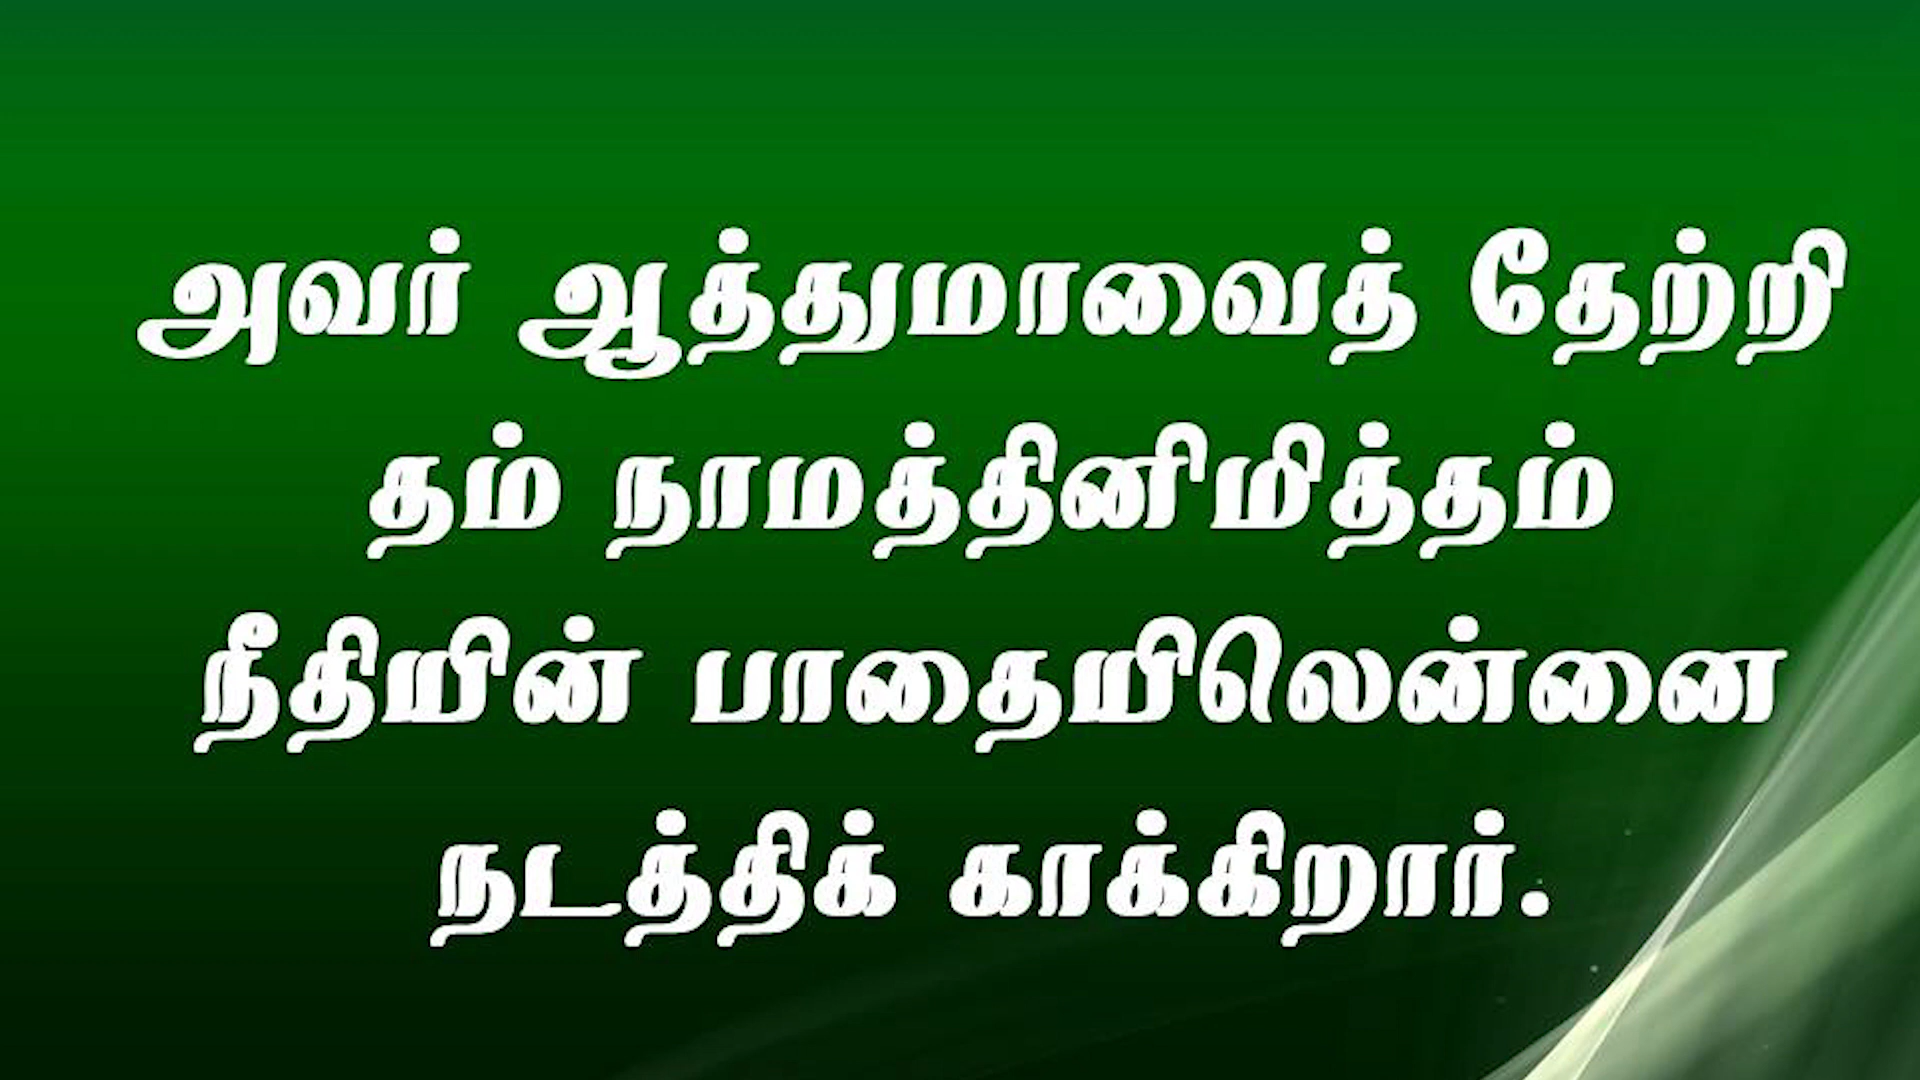 அவர் ஆத்துமாவைத் தேற்றி
தம் நாமத்தினிமித்தம்
நீதியின் பாதையிலென்னை
நடத்திக் காக்கிறார்.